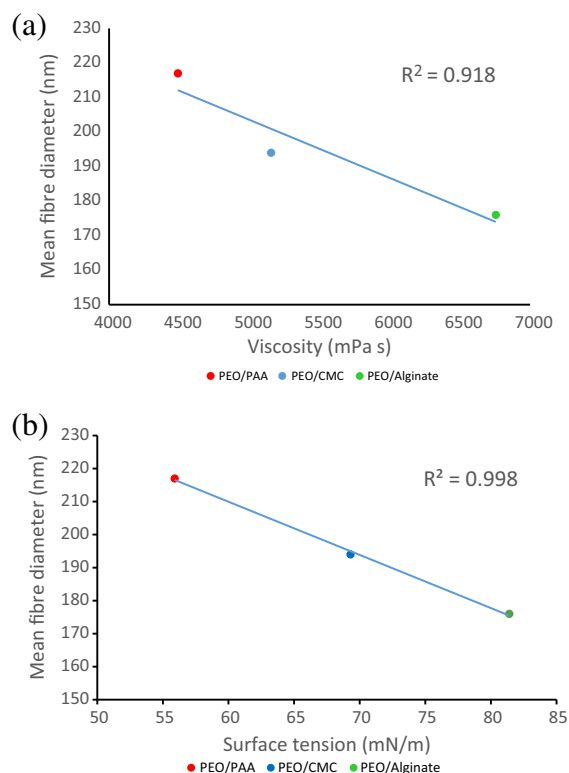 (a)
230
220
210
200
190
180
170
160
150
Mean fibre diameter (nm)
R² = 0.918
4000 4500 5000 5500 6000 6500 7000
Viscosity (mPa s)
PEO/PAA PEO/CMC PEO/Alginate
(b)
230
220
210
200
190
180
170
160
150
Mean fibre diameter (nm)
R² = 0.998
50 55 60 65 70 75 80 85
Surface tension (mN/m)
PEO/PAA PEO/CMC PEO/Alginate